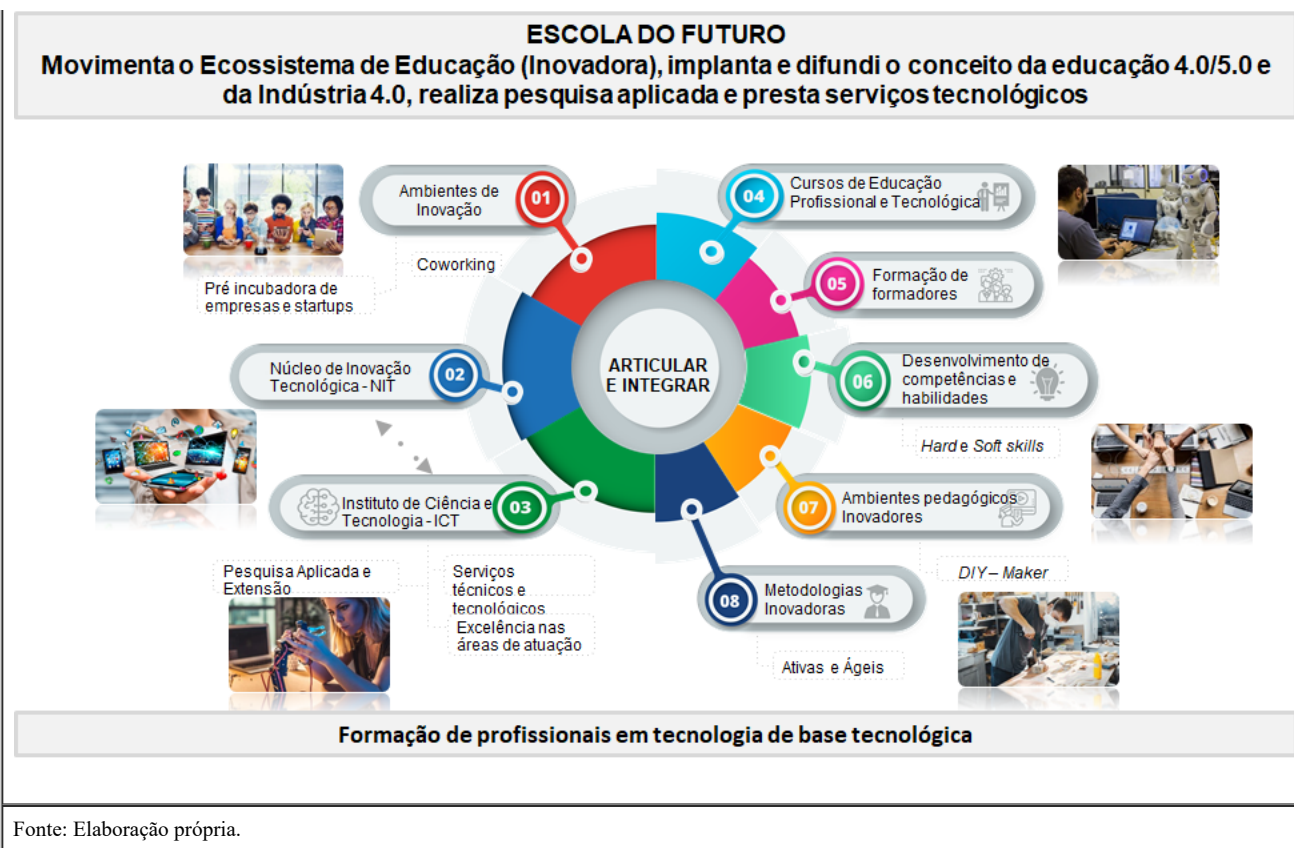 ESCOLA DO FUTURO
Movimenta o Ecossistema de Educação (Inovadora), implanta e difundi o conceito da educação 4.0/5.0 e
da Indústria 4.0, realiza pesquisa aplicada e presta serviços tecnológicos
Ambientes de
Inovação
01
Coworking
Pré incubadora de
empresas e startups
Núcleo de Inovação
Tecnológica - NIT
02
Instituto de Ciência e
Tecnologia - ICT
03
Pesquisa Aplicada e
Extensão
Serviços
técnicos e
tecnológicos
Excelência nas
áreas de atuação
ARTICULAR
E INTEGRAR
04
Cursos de Educação
Profissional e Tecnológica
05
Formação de
formadores
06
Desenvolvimento de
competências e
habilidades
Hard e Soft skills
07
Ambientes pedagógicos
Inovadores
DIY – Maker
08
Metodologias
Inovadoras
Ativas e Ágeis
Formação de profissionais em tecnologia de base tecnológica
Fonte: Elaboração própria.